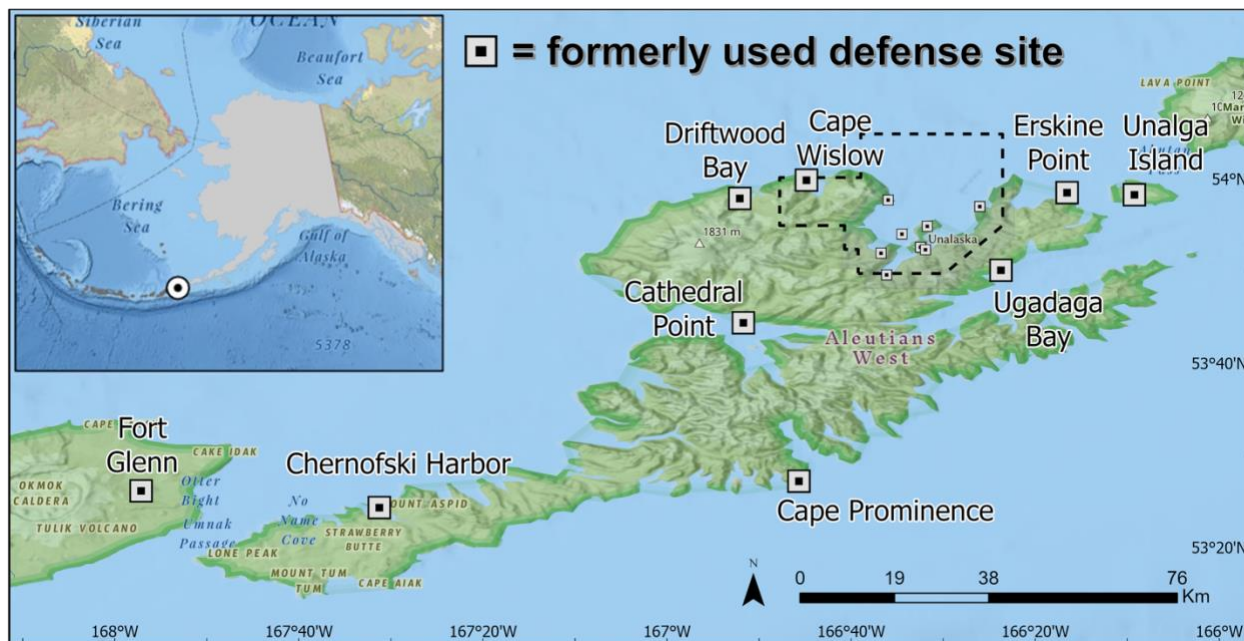 Siberian
Sea
OCEAN
Beaufort
Sea
Bering
Sea
Gulf of
Alaska
5378
= formerly used defense site
LAVA POINT
Driftwood
Bay
Cape
Wislow
Erskine
Point
Unalga
Island
54°N
1831 m
Unalaska
Cathedral
Point
Ugadaga
Bay
Aleutians
West
53°40'N
CAPE
Fort
Glenn
CAKE IDAK
Chernofski Harbor
OKMOK
CALDERA
Otter
Bight
No
Name
Cove
OUNT ASPID
TULIK VOLCANO
Umnak
Passage
STRAWBERRY
BUTTE
Cape Prominence
LONE PEAK
MOUNT TUM
TUM
CAPE AIAK
53°20'N
N
0 19 38 76
Km
168°W 167°40'W 167°20'W 167°W 166°40'W 166°20'W 166°W